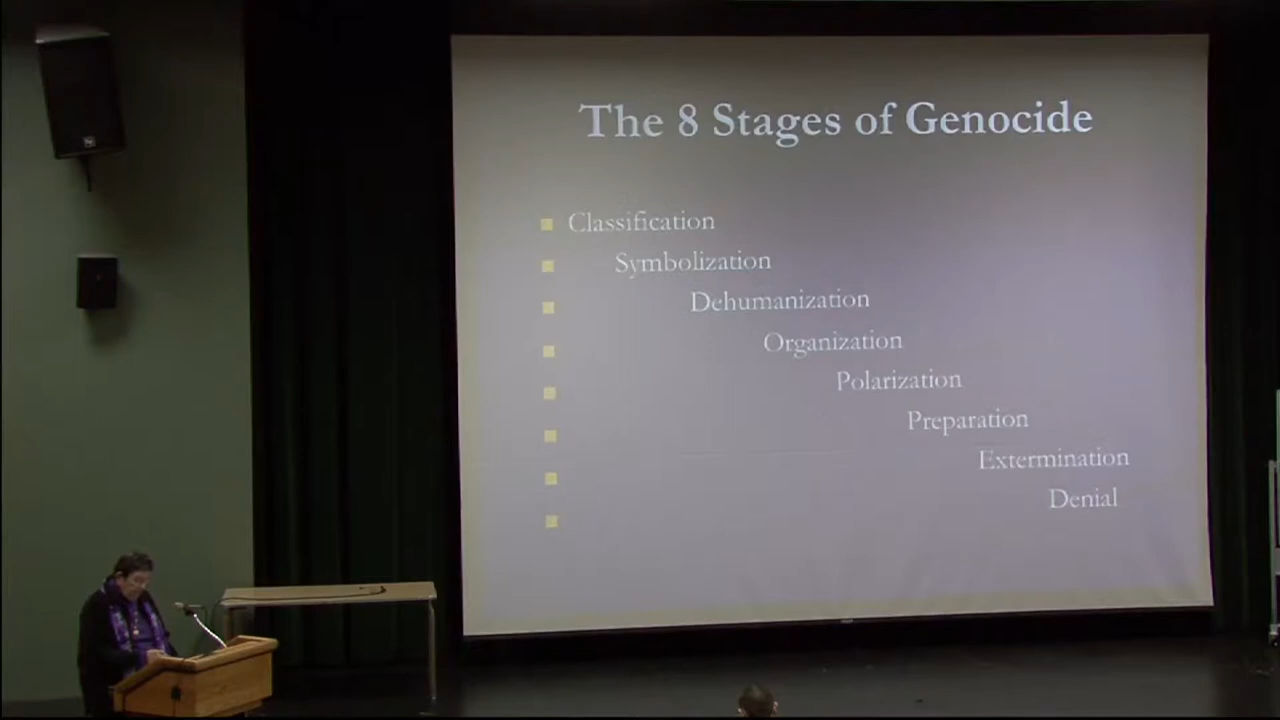 The 8 Stages of Genocide
Classification
Symbolization
Dehumanization
Organization
Polarization
Preparation
Extermination
Denial